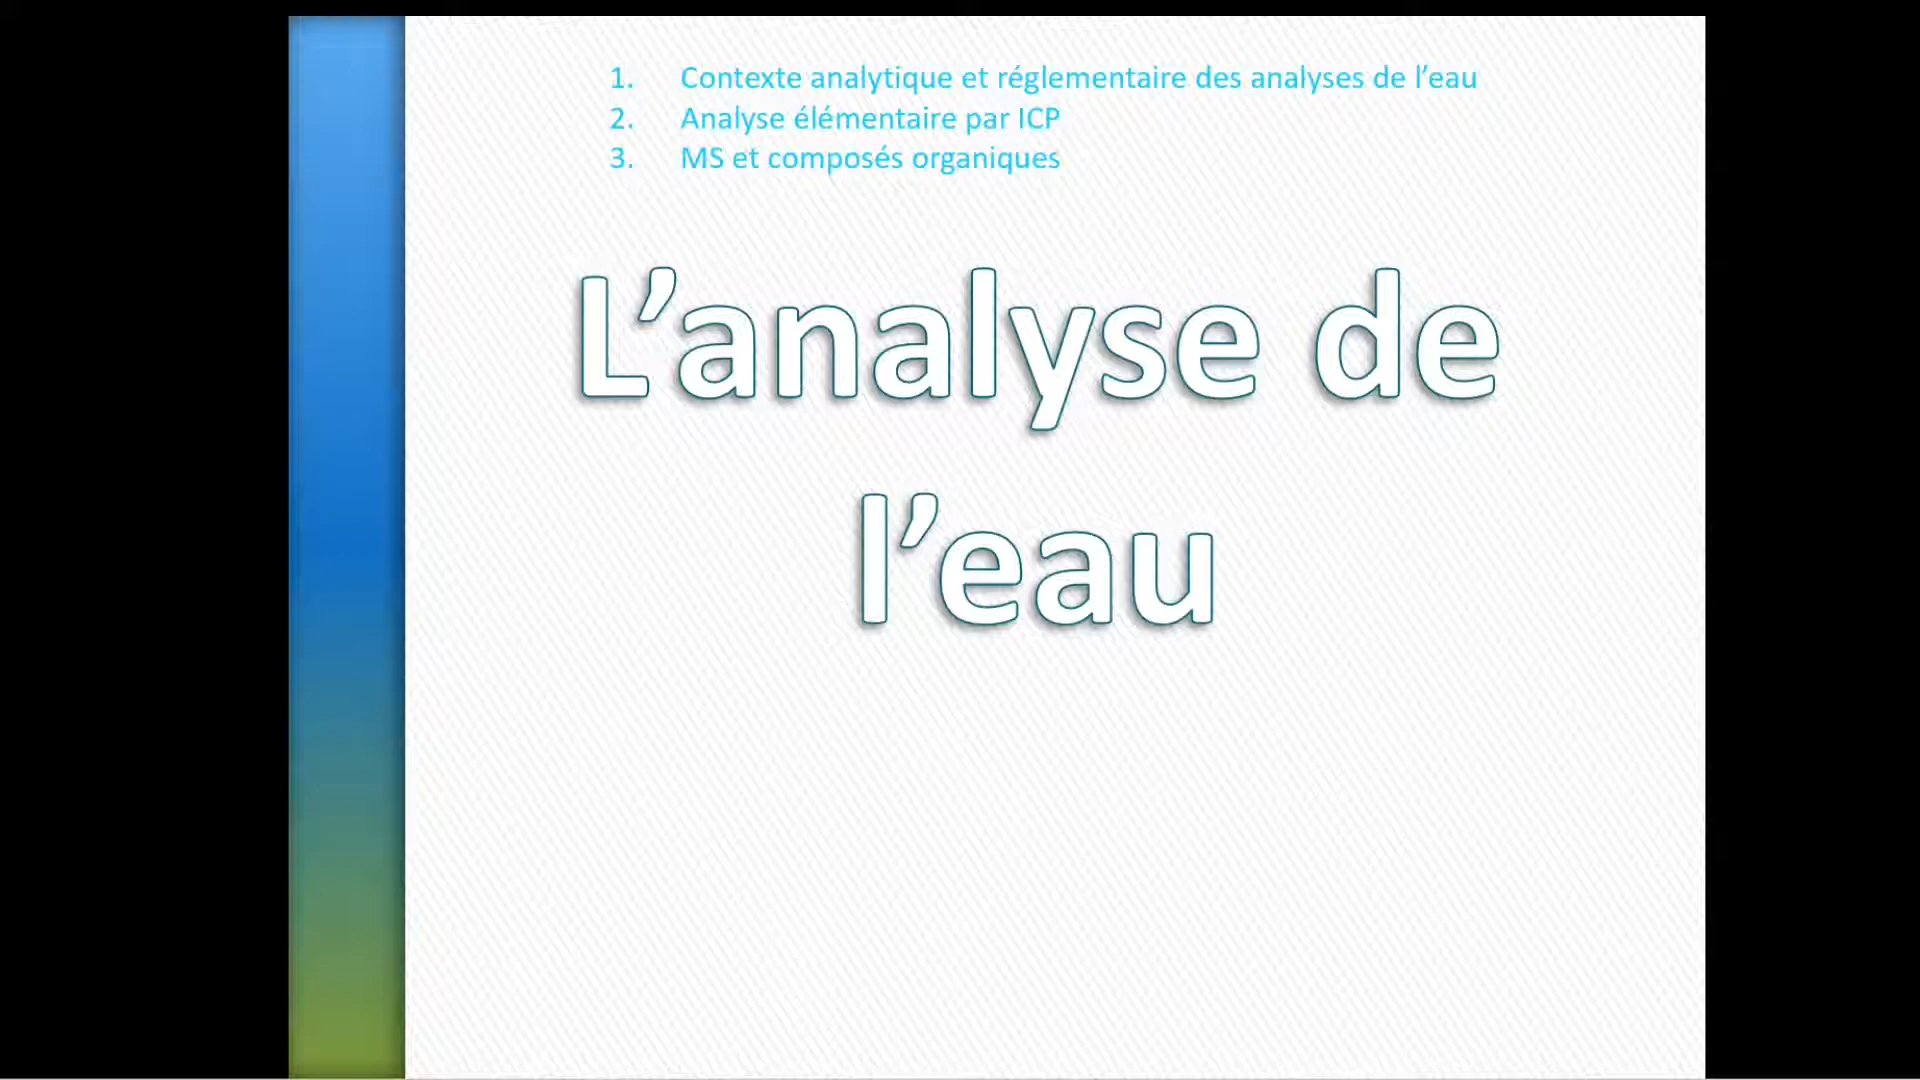 1. Contexte analytique et réglementaire des analyses de l’eau
2. Analyse élémentaire par ICP
3. MS et composés organiques
L’analyse de
l’eau